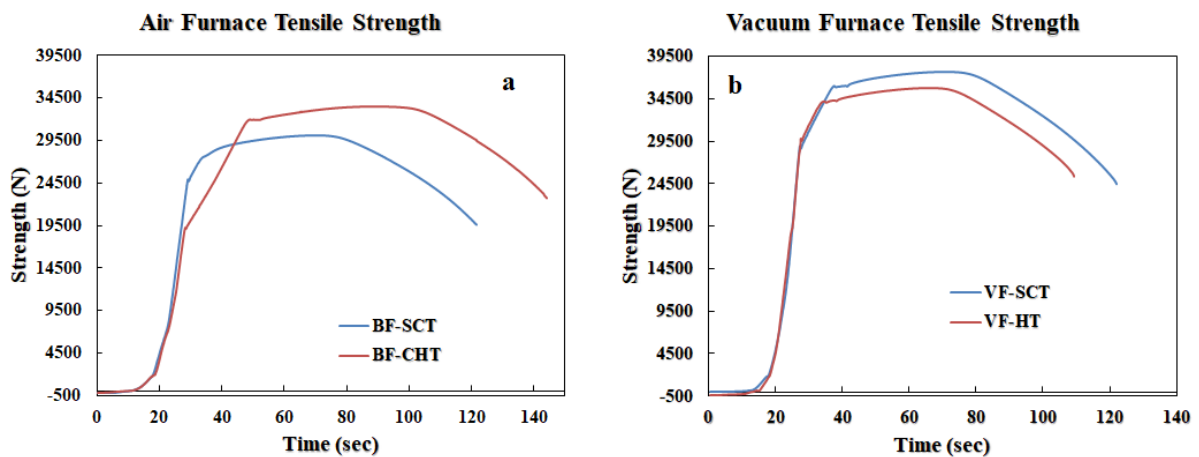 Air Furnace Tensile Strength
39500
34500
29500
24500
19500
14500
9500
4500
-500
Strength (N)
a
BF-SCT
BF-CHT
0 20 40 60 80 100 120 140
Time (sec)
Vacuum Furnace Tensile Strength
39500
34500
29500
24500
19500
14500
9500
4500
-500
Strength (N)
b
VF-SCT
VF-HT
0 20 40 60 80 100 120 140
Time (sec)